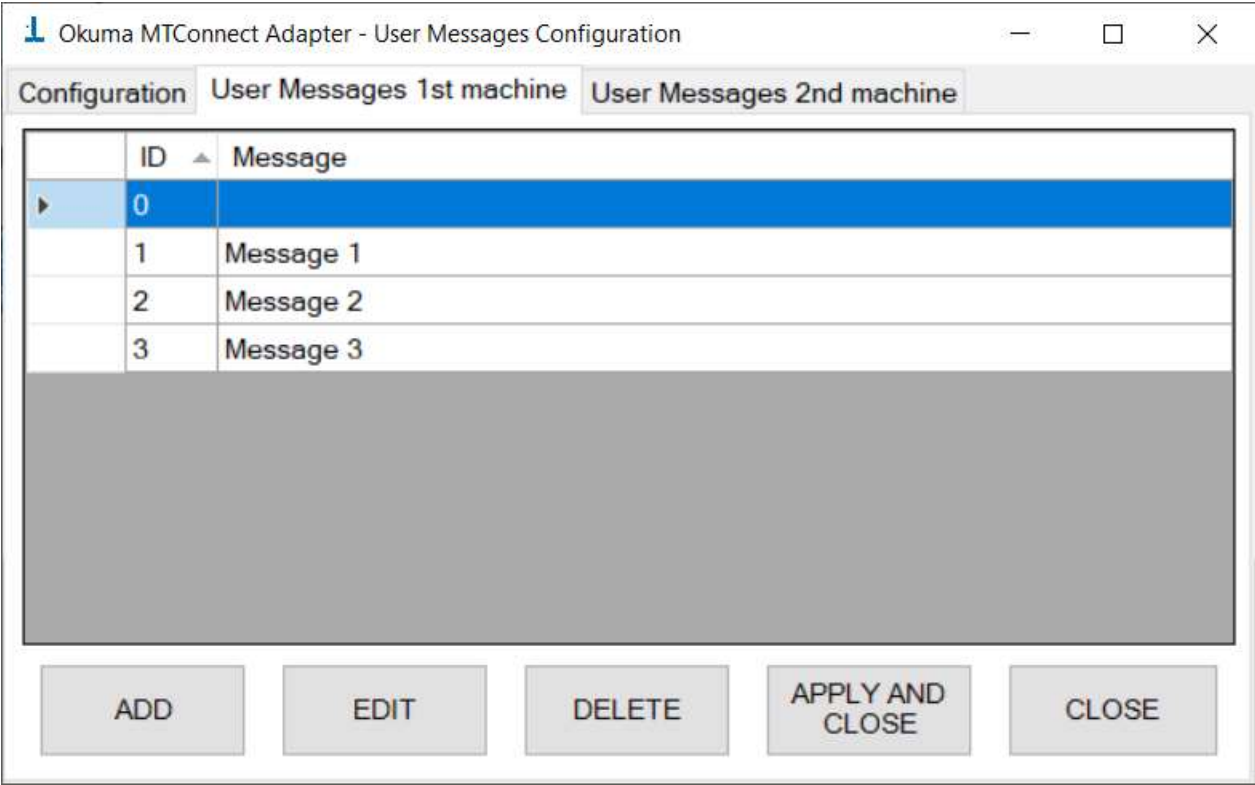 Okuma MTConnect Adapter - User Messages Configuration
Configuration User Messages 1st machine User Messages 2nd machine
ID Message
0
1 Message 1
2 Message 2
3 Message 3
ADD EDIT DELETE APPLY AND CLOSE CLOSE